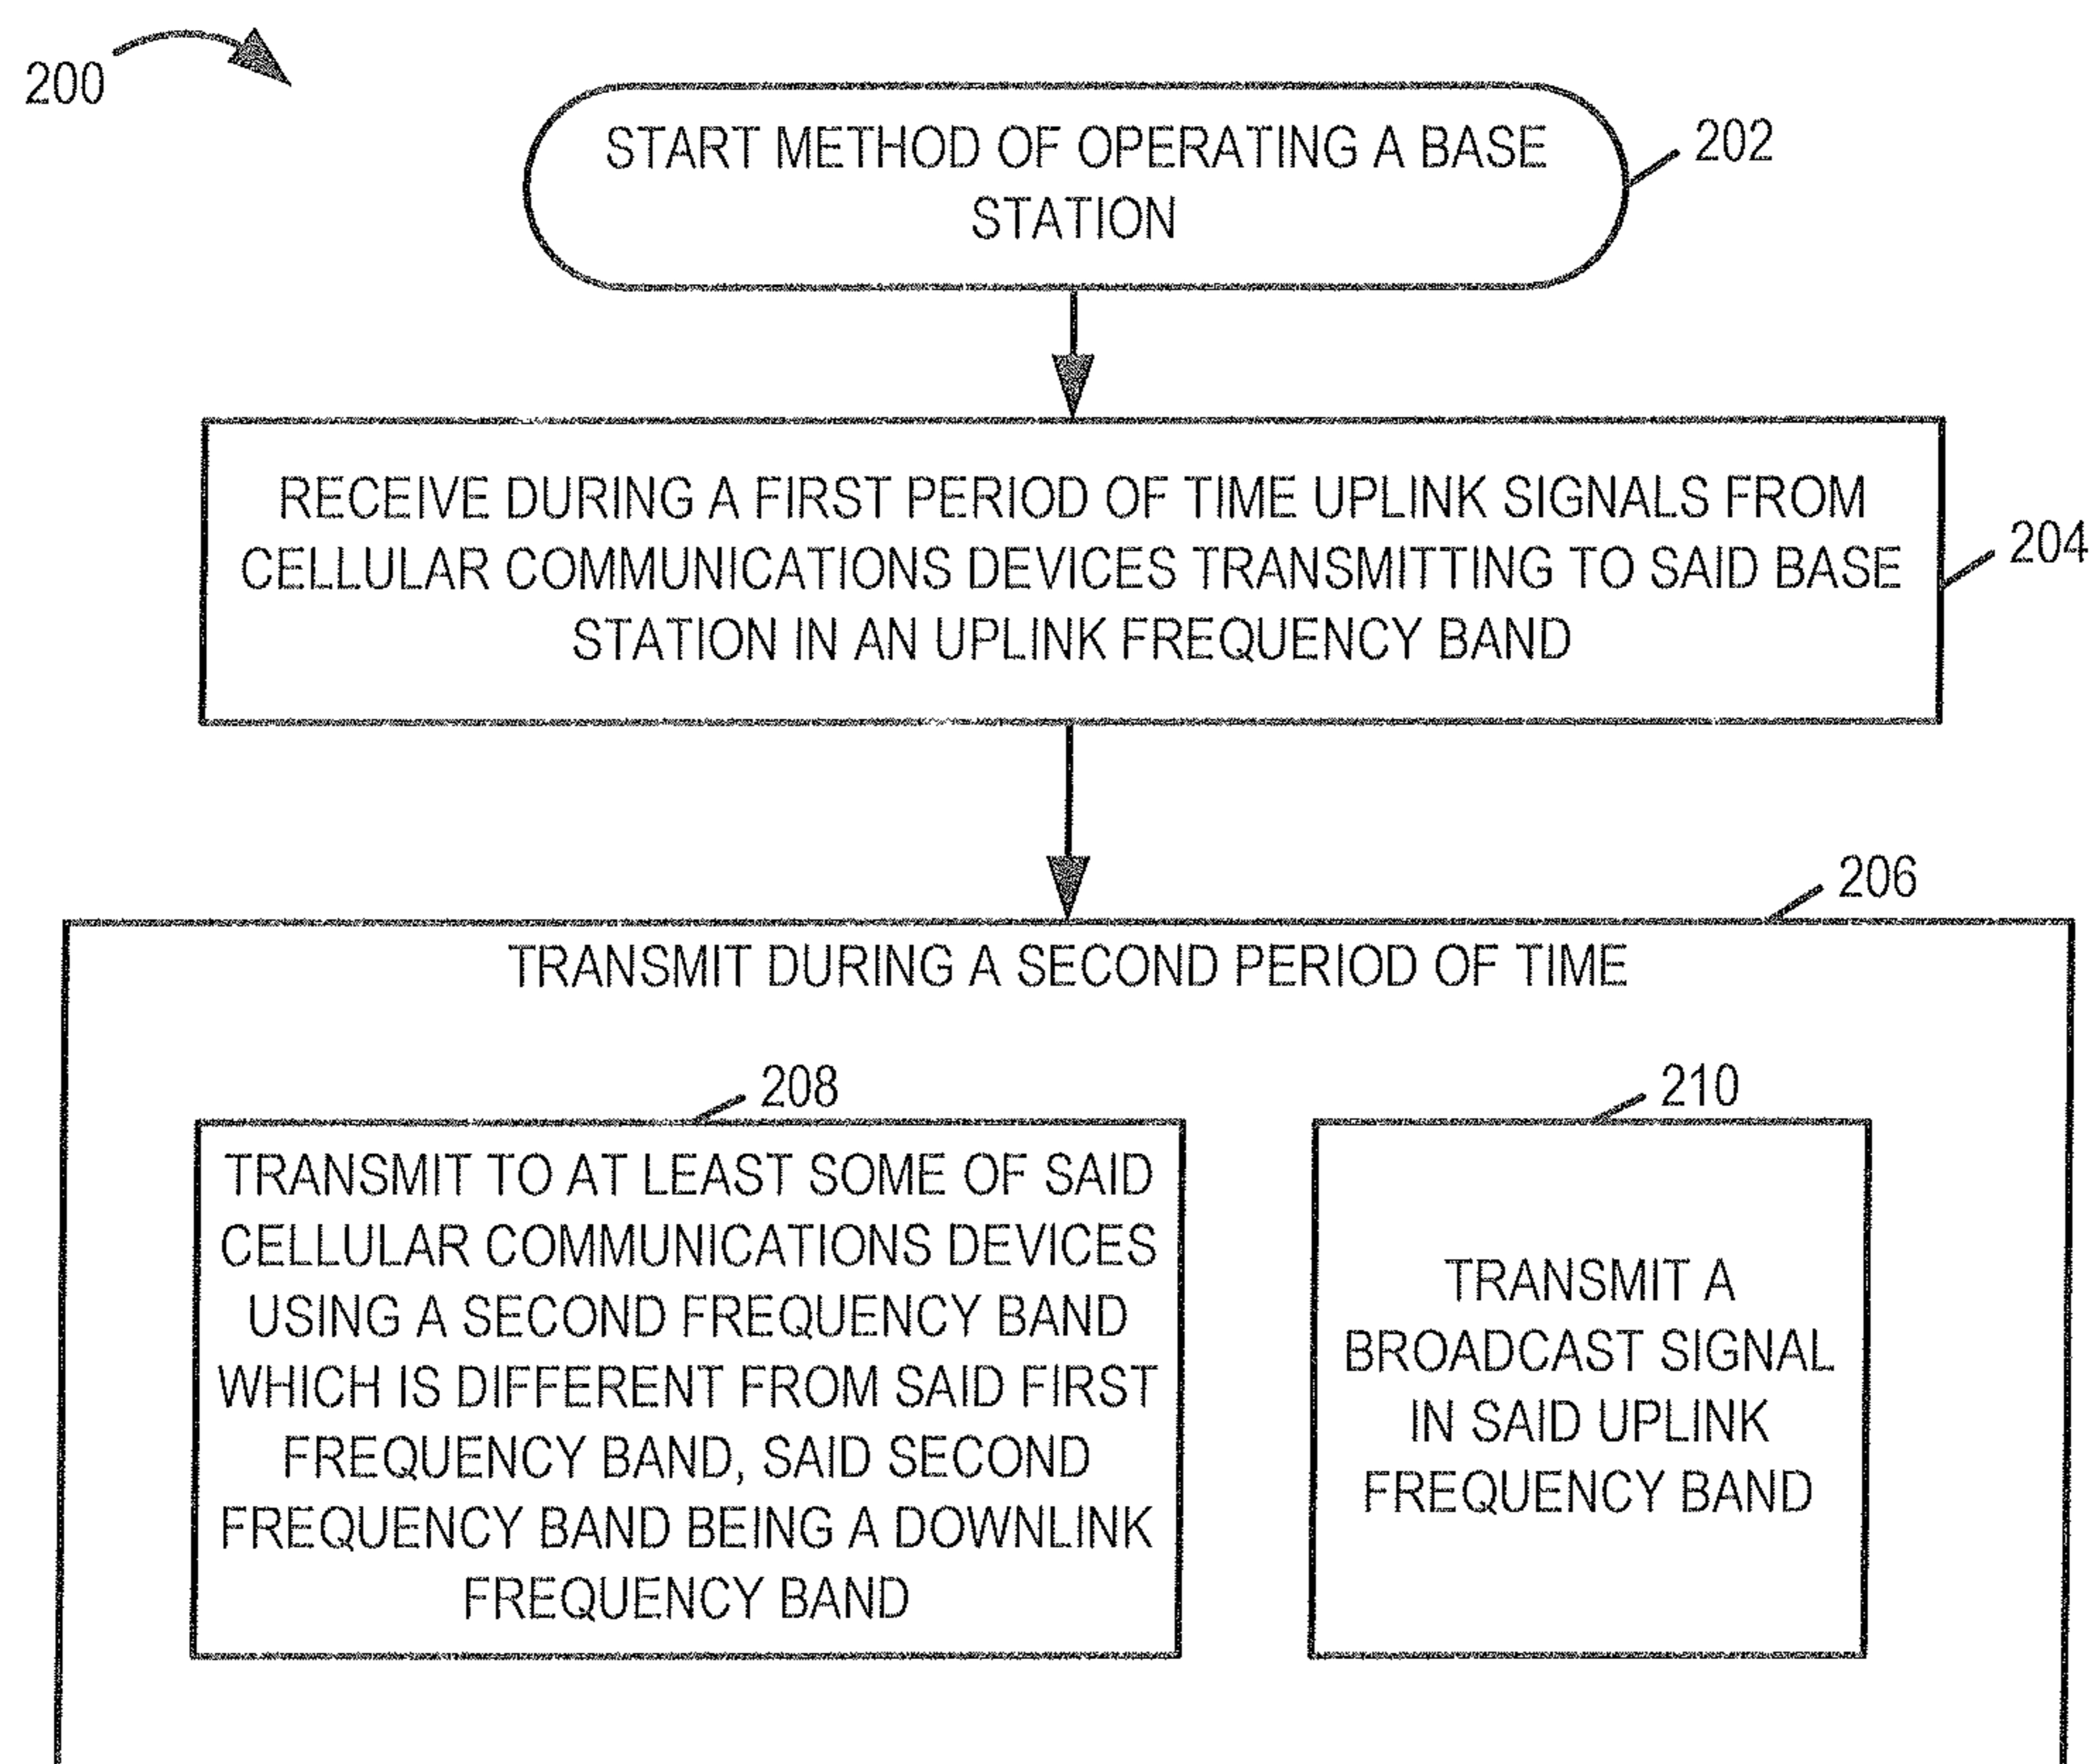 200
START METHOD OF OPERATING A BASE
STATION
202
RECEIVE DURING A FIRST PERIOD OF TIME UPLINK SIGNALS FROM
CELLULAR COMMUNICATIONS DEVICES TRANSMITTING TO SAID BASE
STATION IN AN UPLINK FREQUENCY BAND
204
206
TRANSMIT DURING A SECOND PERIOD OF TIME
208
TRANSMIT TO AT LEAST SOME OF SAID
CELLULAR COMMUNICATIONS DEVICES
USING A SECOND FREQUENCY BAND
WHICH IS DIFFERENT FROM SAID FIRST
FREQUENCY BAND, SAID SECOND
FREQUENCY BAND BEING A DOWNLINK
FREQUENCY BAND
210
TRANSMIT A
BROADCAST SIGNAL
IN SAID UPLINK
FREQUENCY BAND